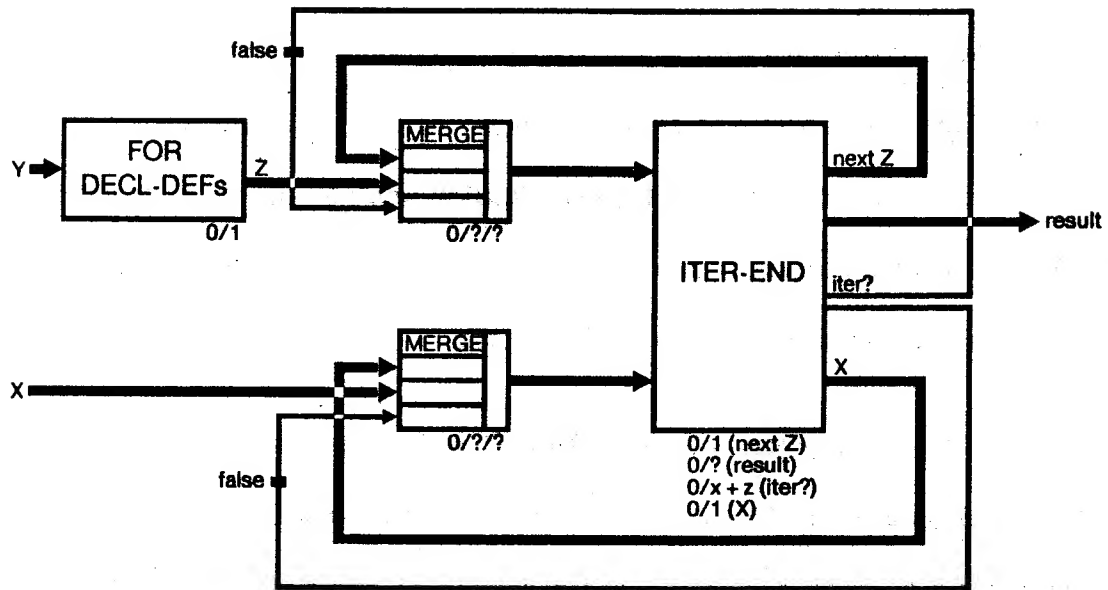 false
MERGE
FOR
DECL-DEFs
Y
Z
0/1
0/?/?
next Z
result
ITER-END
iter?
MERGE
X
X
0/?/?
0/1 (next Z)
0/? (result)
0/x + z (iter?)
0/1 (X)
false